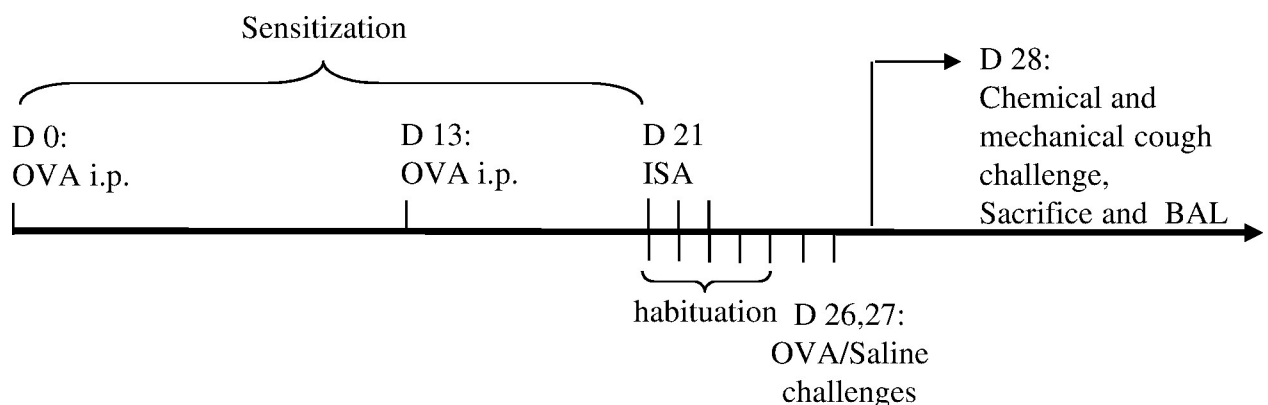 Sensitization
D 0:
OVA i.p.
D 13:
OVA i.p.
D 21
ISA
D 28:
Chemical and
mechanical cough
challenge,
Sacrifice and BAL
habituation
D 26,27:
OVA/Saline
challenges